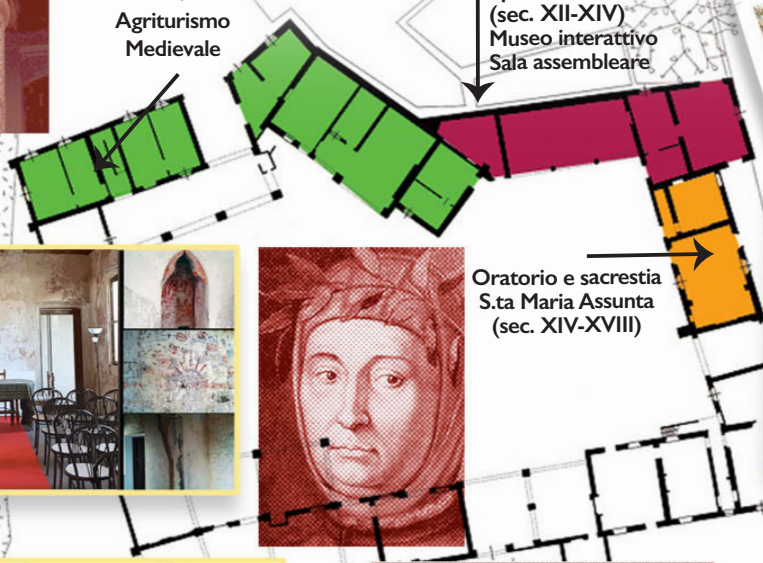 Agriturismo
Medievale
(sec. XII-XIV)
Museo interattivo
Sala assembleare
Oratorio e sacrestia
S.ta Maria Assunta
(sec. XIV-XVIII)